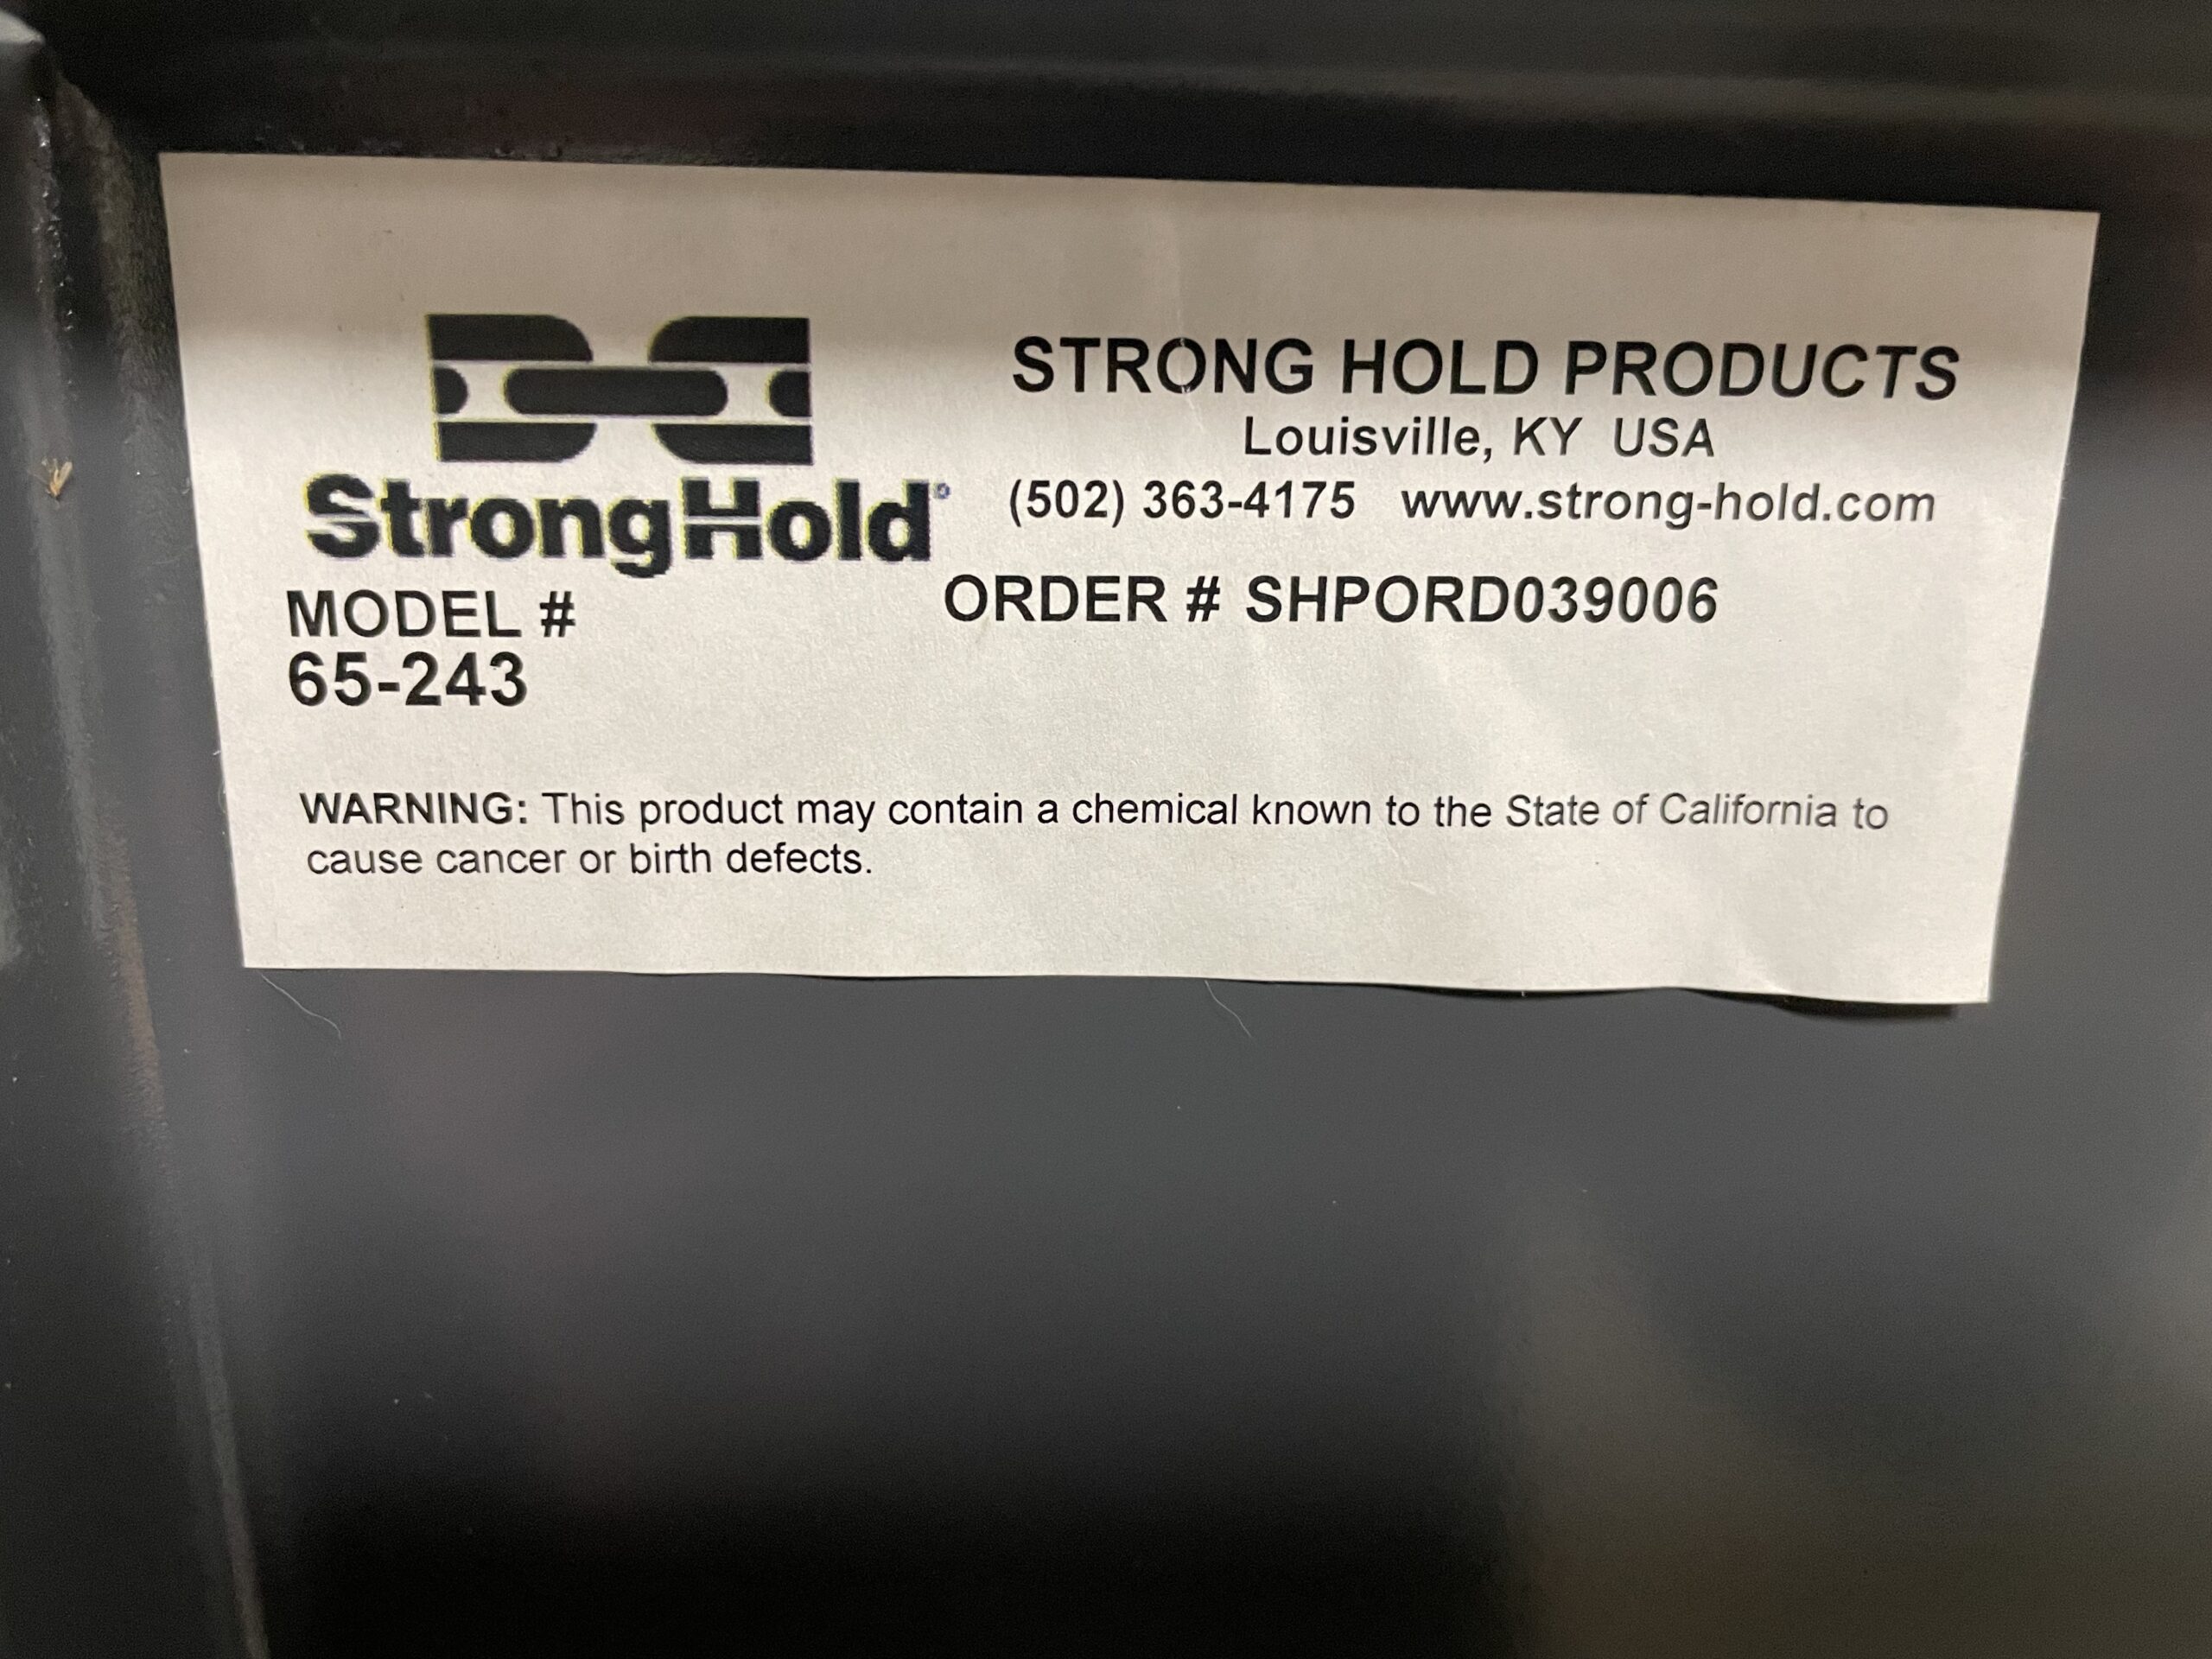 StrongHold
STRONG HOLD PRODUCTS
Louisville, KY USA
(502) 363-4175 www.strong-hold.com
MODEL #
65-243
ORDER # SHPORD039006
WARNING: This product may contain a chemical known to the State of California to
cause cancer or birth defects.